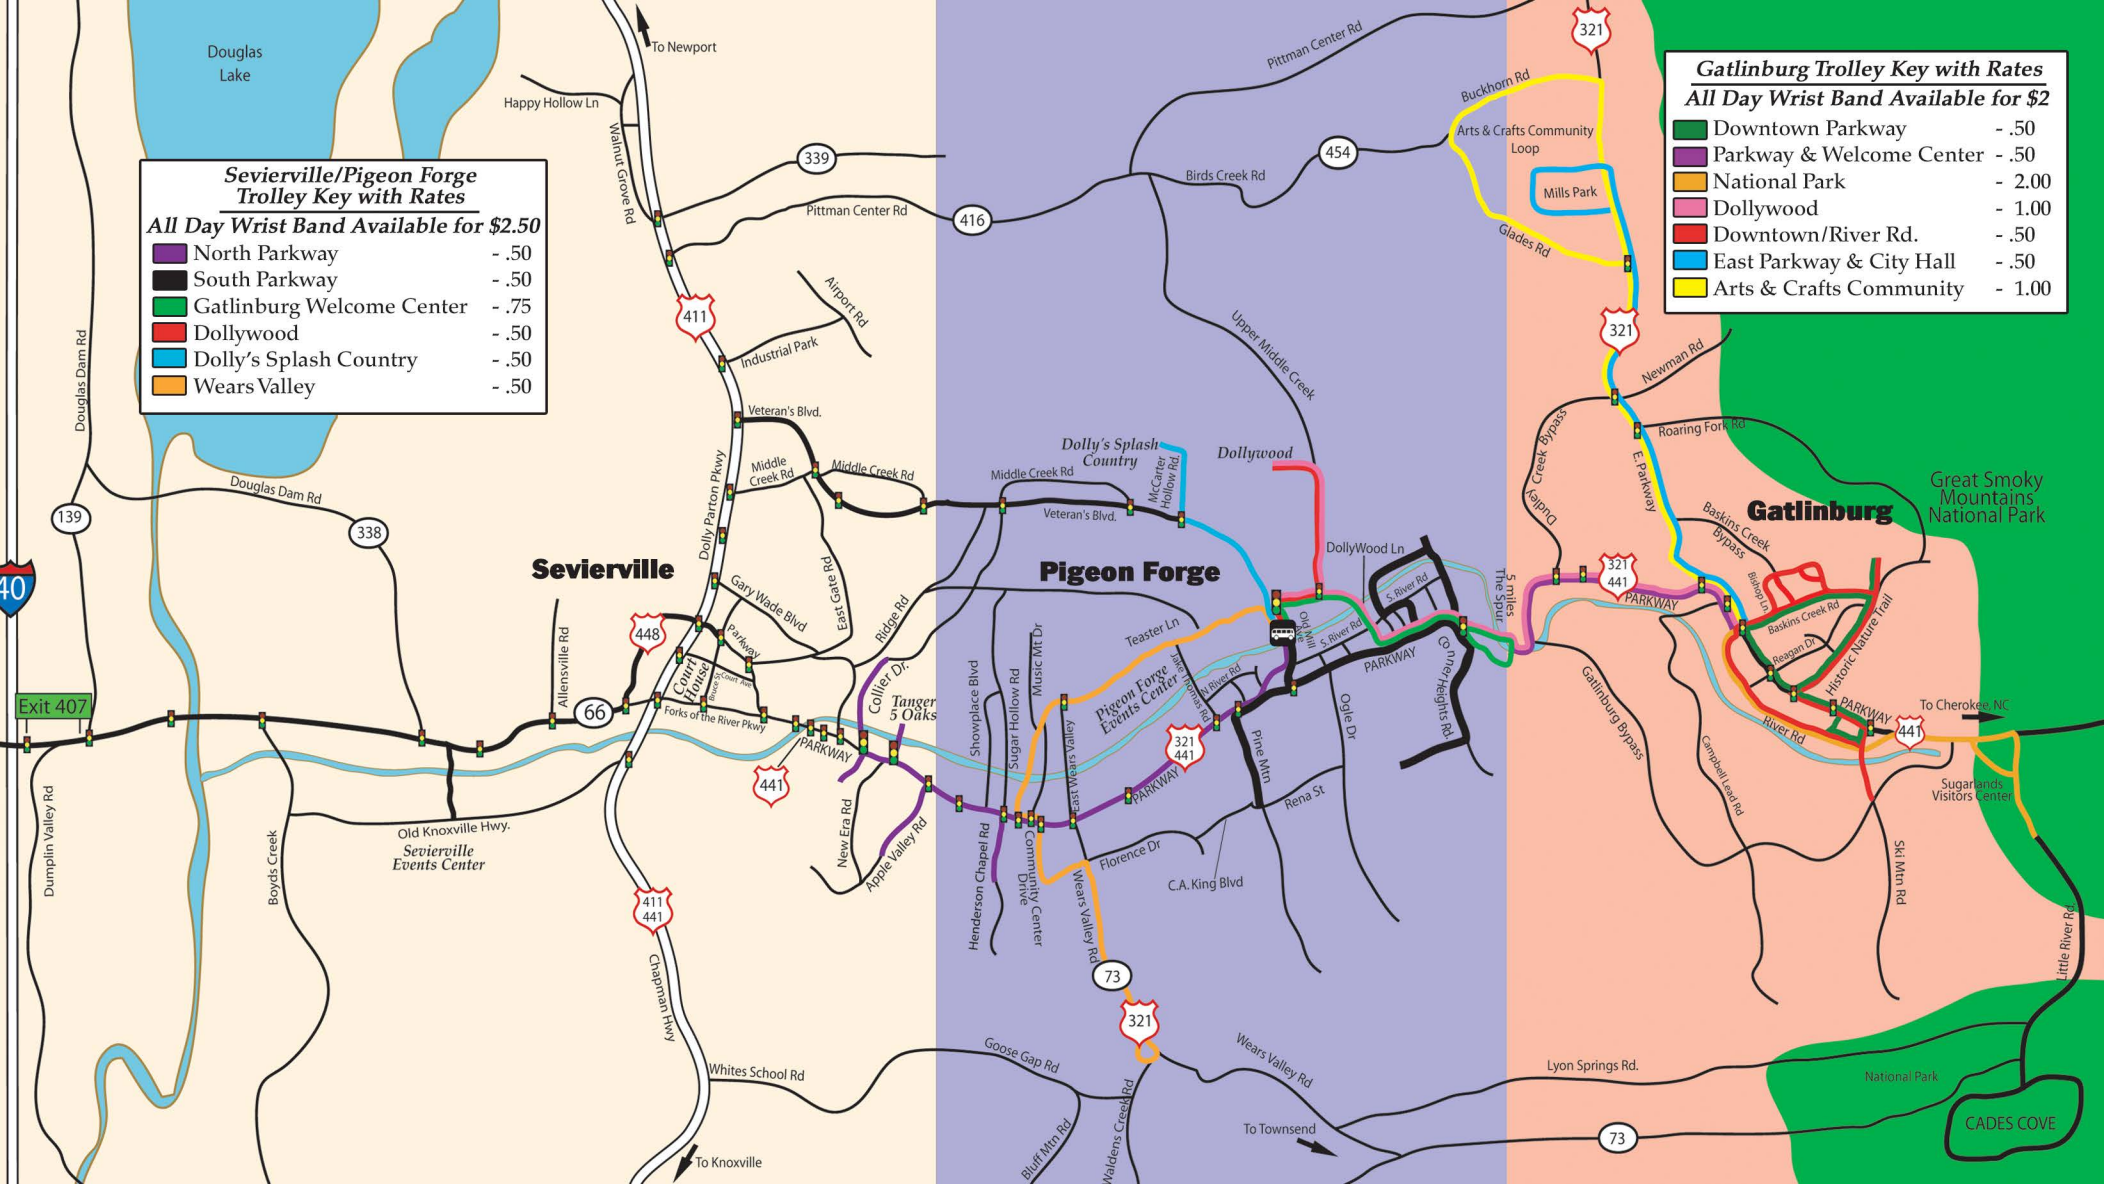 Douglas
Lake
To Newport
Happy Hollow Ln
Walnut Grove Rd
339
Pittman Center Rd
416
Airport Rd
411
Industrial Park
Sevierville/Pigeon Forge
Trolley Key with Rates
All Day Wrist Band Available for $2.50
North Parkway - .50
South Parkway - .50
Gatlinburg Welcome Center - .75
Dollywood - .50
Dolly's Splash Country - .50
Wears Valley - .50
Douglas Dam Rd
139
Douglas Dam Rd
338
40
Exit 407
Veteran's Blvd.
Middle
Creek Rd
Middle Creek Rd
Dolly Parton Pkwy
Sevierville
Gary Wade Blvd
East Gate Rd
Ridge Rd
448
Parkway
Court
House
Bruce St
Court Ave
Allensville Rd
66
Forks of the River Pkwy
PARKWAY
441
Collier Dr.
Tanger
5 Oaks
New Era Rd
Apple Valley Rd
Old Knoxville Hwy.
Sevierville
Events Center
Dumplin Valley Rd
Boyds Creek
411
441
Chapman Hwy
Whites School Rd
To Knoxville
Pittman Center Rd
Birds Creek Rd
454
Upper Middle Creek
Dolly's Splash
Country
McCarter
Hollow Rd.
Dollywood
Middle Creek Rd
Veteran's Blvd.
Pigeon Forge
DollyWood Ln
S. River Rd
Old Mill
Ave
S. River Rd
PARKWAY
Conner Heights Rd.
Teaster Ln
Jake Thomas Rd
N River Rd
Pigeon Forge
Events Center
Showplace Blvd
Sugar Hollow Rd
Music Mt Dr
East Wears Valley
321
441
PARKWAY
Pine Mtn
Ogle Dr
Rena St
Florence Dr
C.A. King Blvd
Henderson Chapel Rd
Community Center
Drive
Wears Valley Rd
73
321
Goose Gap Rd
Bluff Mtn Rd
Waldens Creek Rd
Wears Valley Rd
To Townsend
321
Buckhorn Rd
Arts & Crafts Community
Loop
Mills Park
Glades Rd
321
Newman Rd
Dudley Creek Bypass
Roaring Fork Rd
E. Parkway
Gatlinburg Trolley Key with Rates
All Day Wrist Band Available for $2
Downtown Parkway - .50
Parkway & Welcome Center - .50
National Park - 2.00
Dollywood - 1.00
Downtown/River Rd. - .50
East Parkway & City Hall - .50
Arts & Crafts Community - 1.00
Great Smoky
Mountains
National Park
Gatlinburg
Baskins Creek
Bypass
5 miles
The Spur
321
441
PARKWAY
Bishop Ln
Baskins Creek Rd
Reagan Dr
Historic Nature Trail
PARKWAY
River Rd
441
To Cherokee, NC
Sugarlands
Visitors Center
Gatlinburg Bypass
Campbell Lead Rd
Ski Mtn Rd
Little River Rd.
Lyon Springs Rd.
National Park
73
CADES COVE